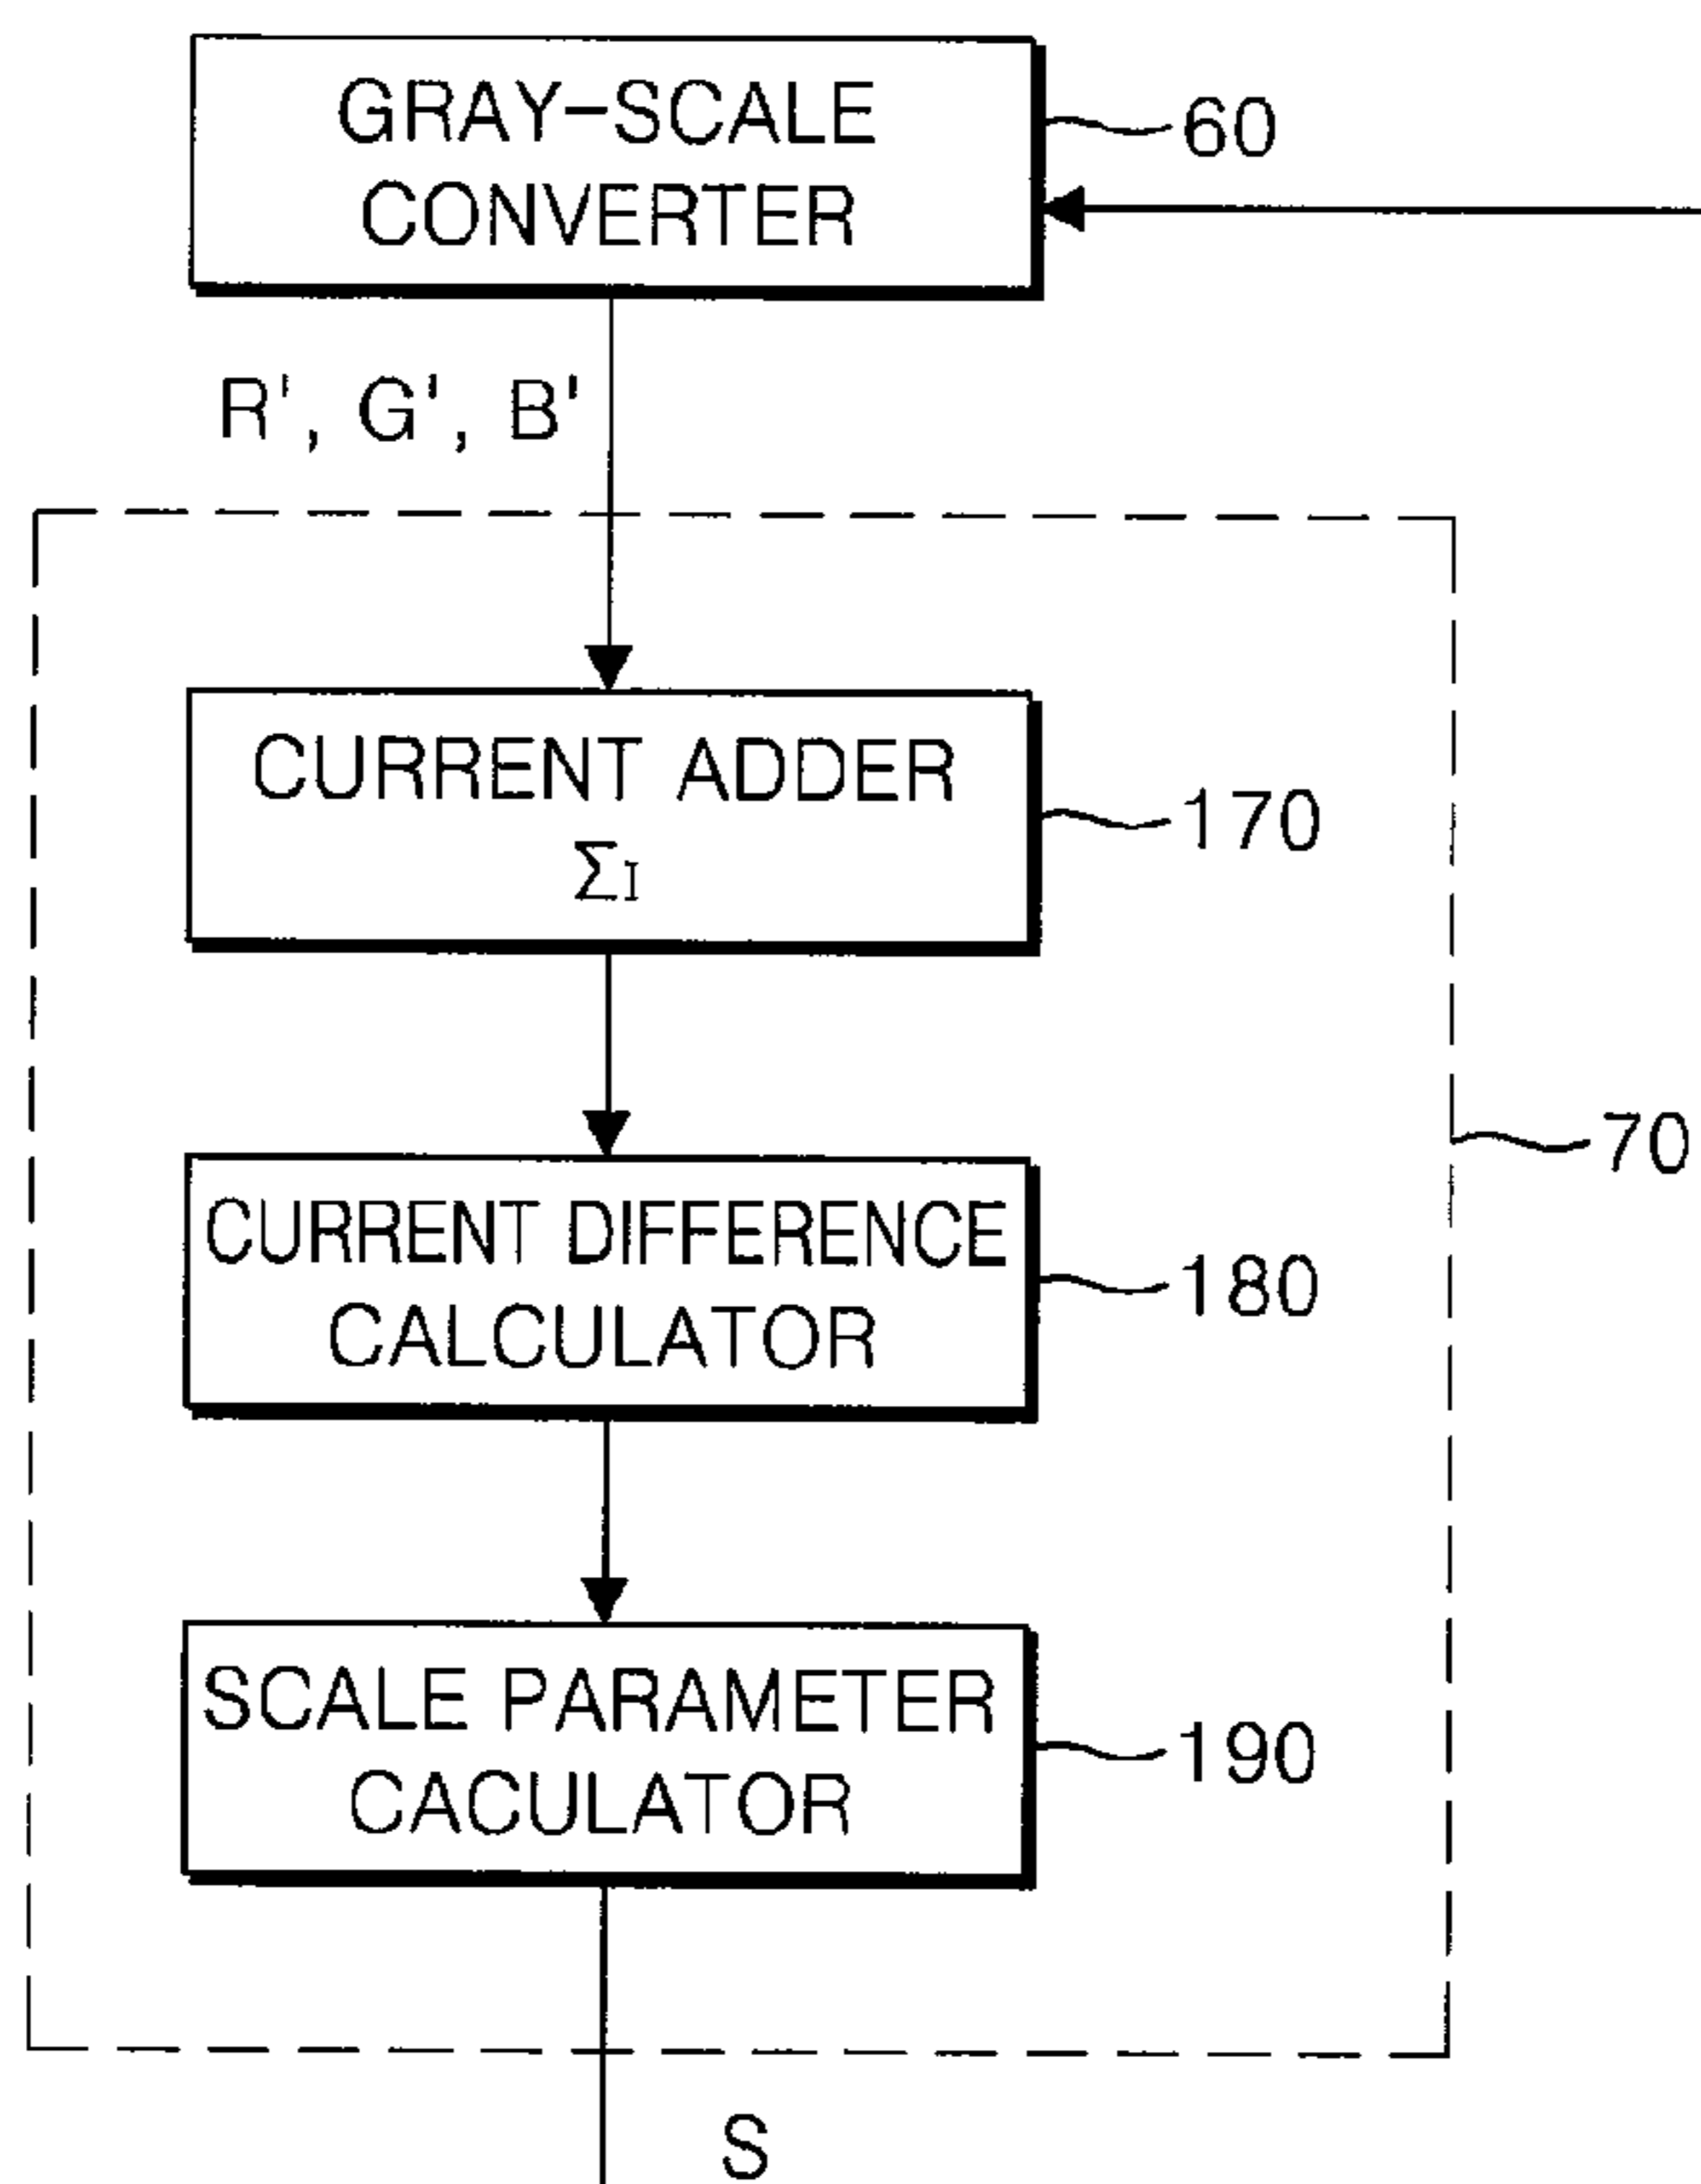 GRAY-SCALE
CONVERTER
60
R', G', B'
CURRENT ADDER
ΣI
170
70
CURRENT DIFFERENCE
CALCULATOR
180
SCALE PARAMETER
CACULATOR
190
S